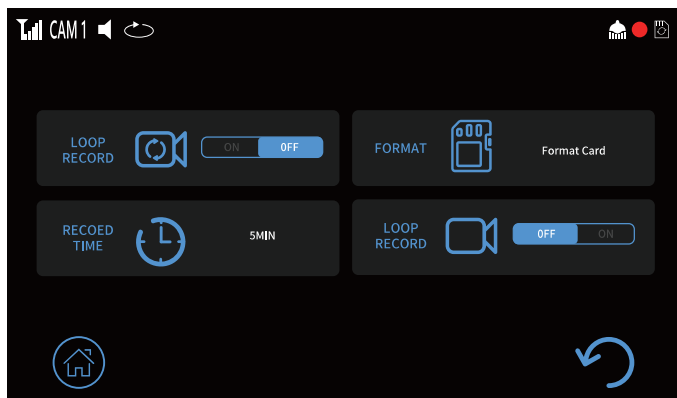 CAM 1
LOOP
RECORD
ON
OFF
FORMAT
Format Card
RECOED
TIME
5MIN
LOOP
RECORD
OFF
ON